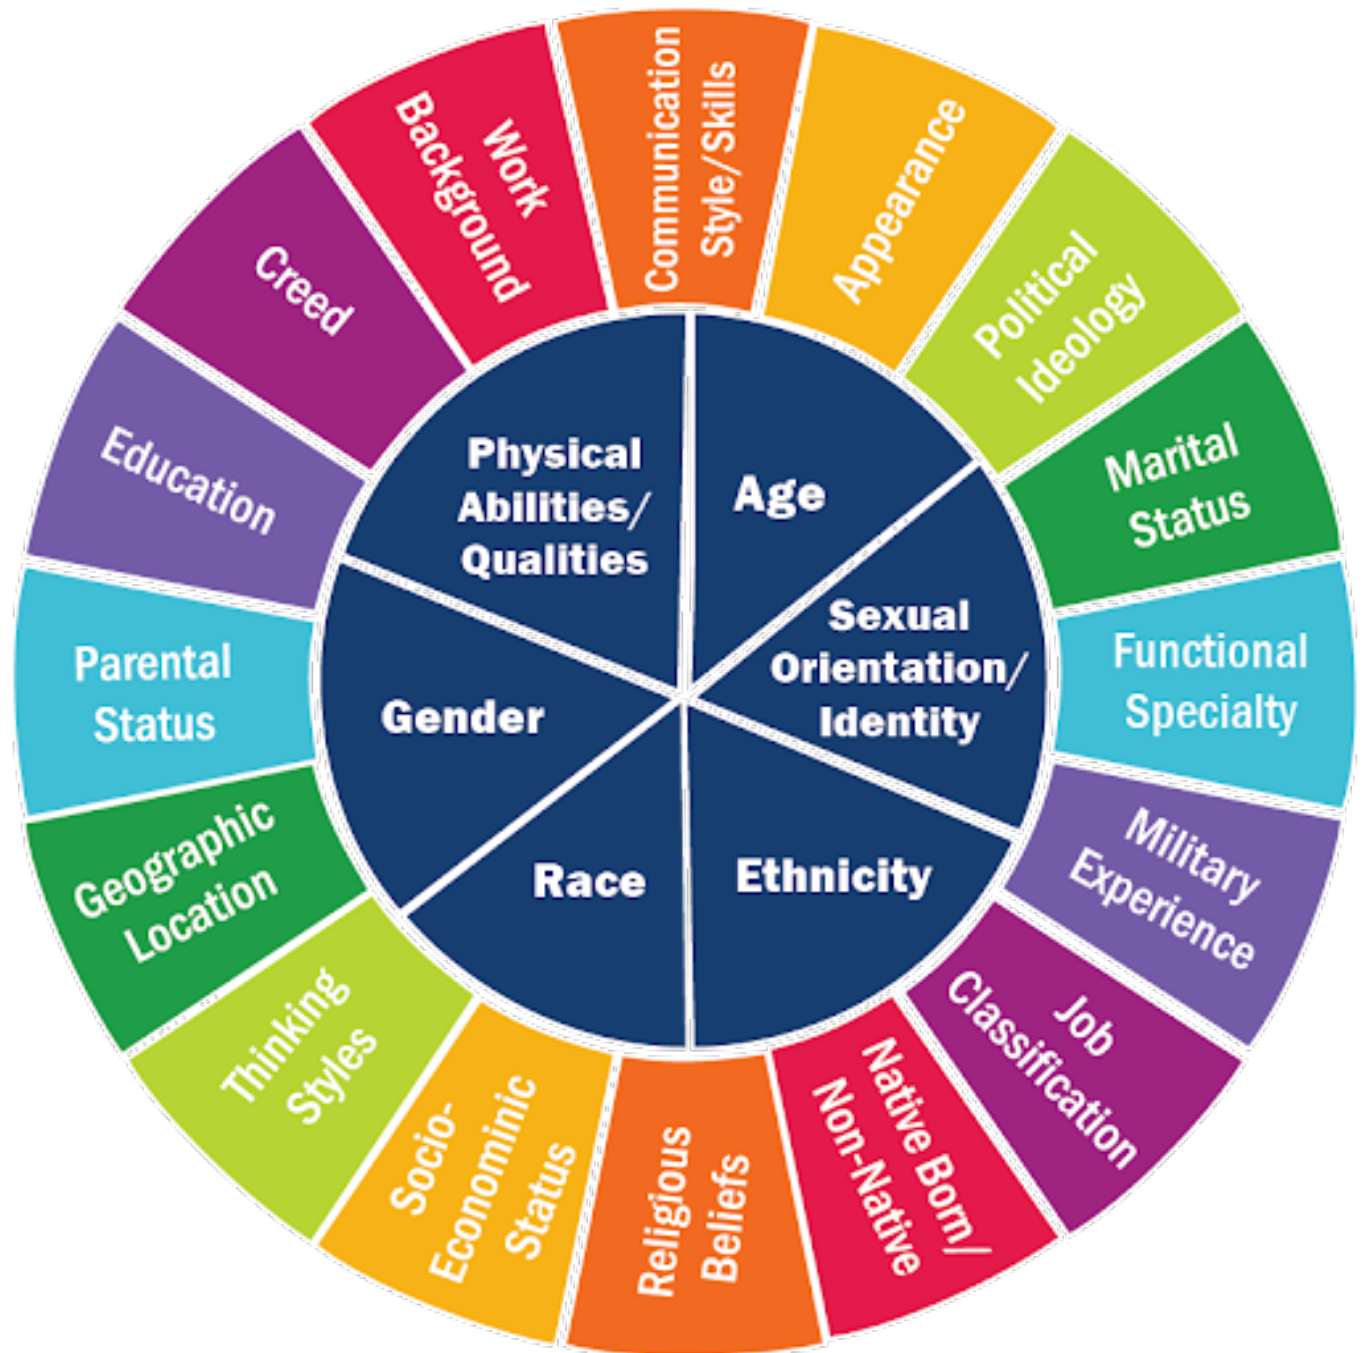 Communication
Style/Skills
Appearance
Political
Ideology
Marital
Status
Functional
Specialty
Military
Experience
Job
Classification
Native Born/
Non-Native
Religious
Beliefs
Socio-
Econominic
Status
Thinking
Styles
Geographic
Location
Parental
Status
Education
Creed
Work
Background
Physical
Abilities/
Qualities
Age
Sexual
Orientation/
Identity
Ethnicity
Race
Gender